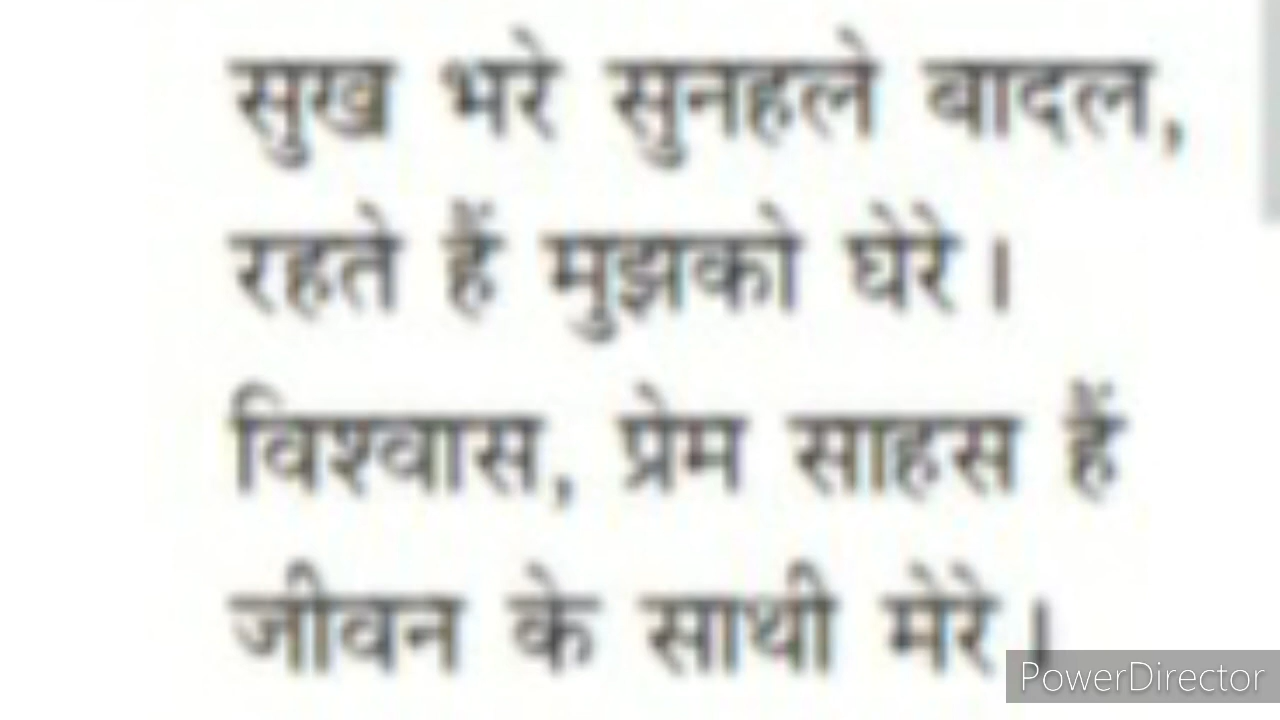 सुख भरे सुनहले बादल,
रहते हैं मुझको घेरे।
विश्वास, प्रेम साहस हैं
जीवन के साथी मेरे।
PowerDirector